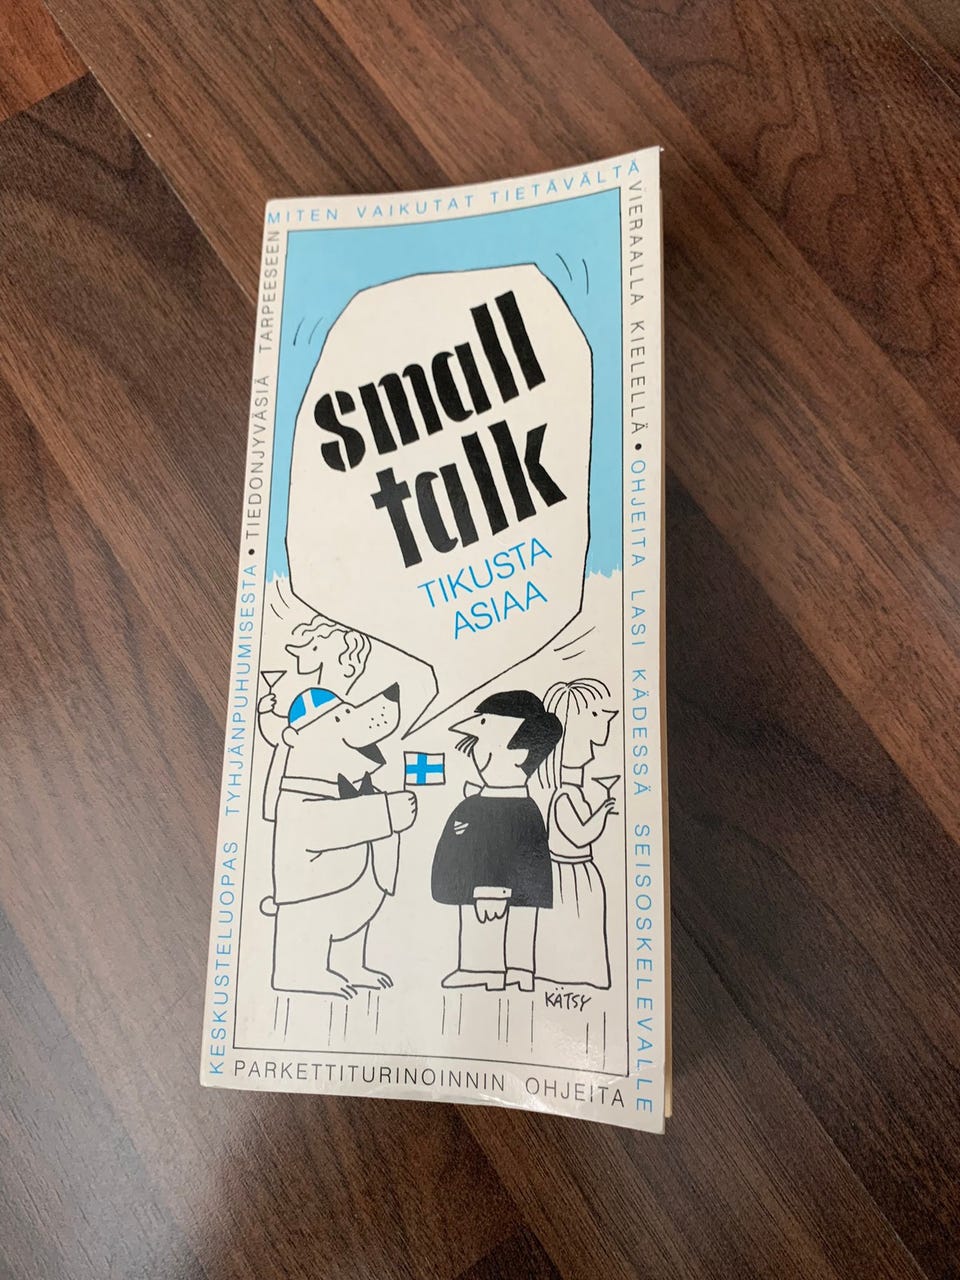 MITEN VAIKUTAT TIETÄVÄLTÄ
VIERAALLA KIELELLÄ • OHJEITA LASI KÄDESSÄ SEISOSKELEVALLE
small
talk
TIKUSTA
ASIAA
KÄTSY
KESKUSTELUOPAS TYHJÄNPUHUMISESTA • TIEDONJYVÄSIÄ TARPEESEEN
PARKETTITURINOINNIN OHJEITA